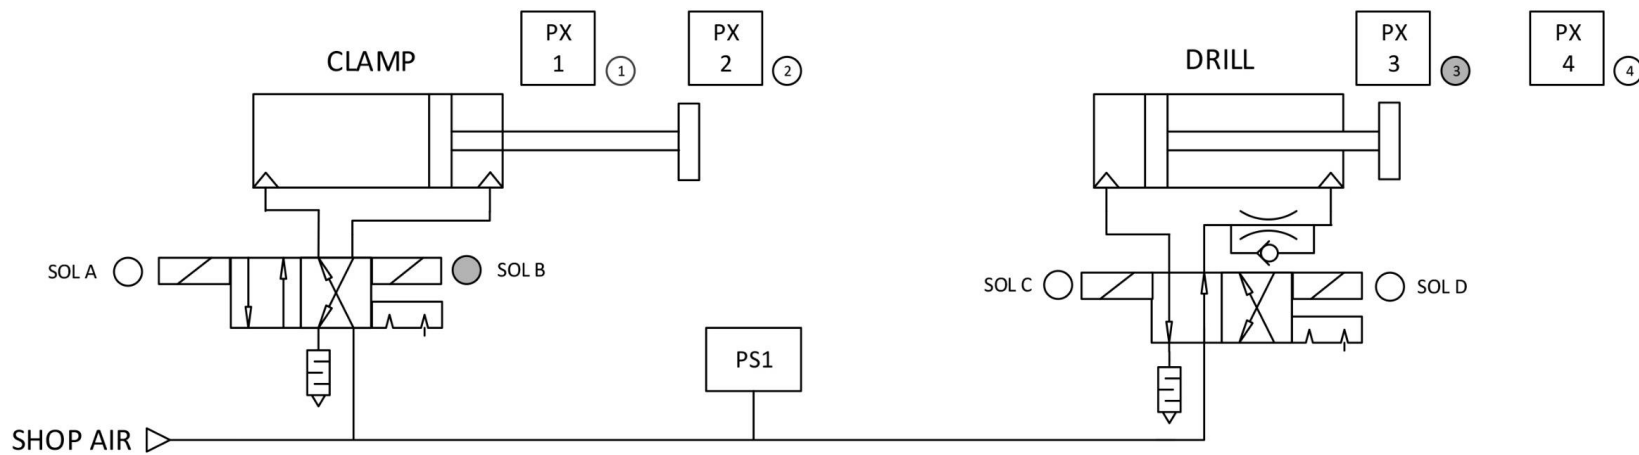 PX
1
1
PX
2
2
CLAMP
PX
3
3
PX
4
4
DRILL
SOL A
SOL B
SOL C
SOL D
PS1
SHOP AIR